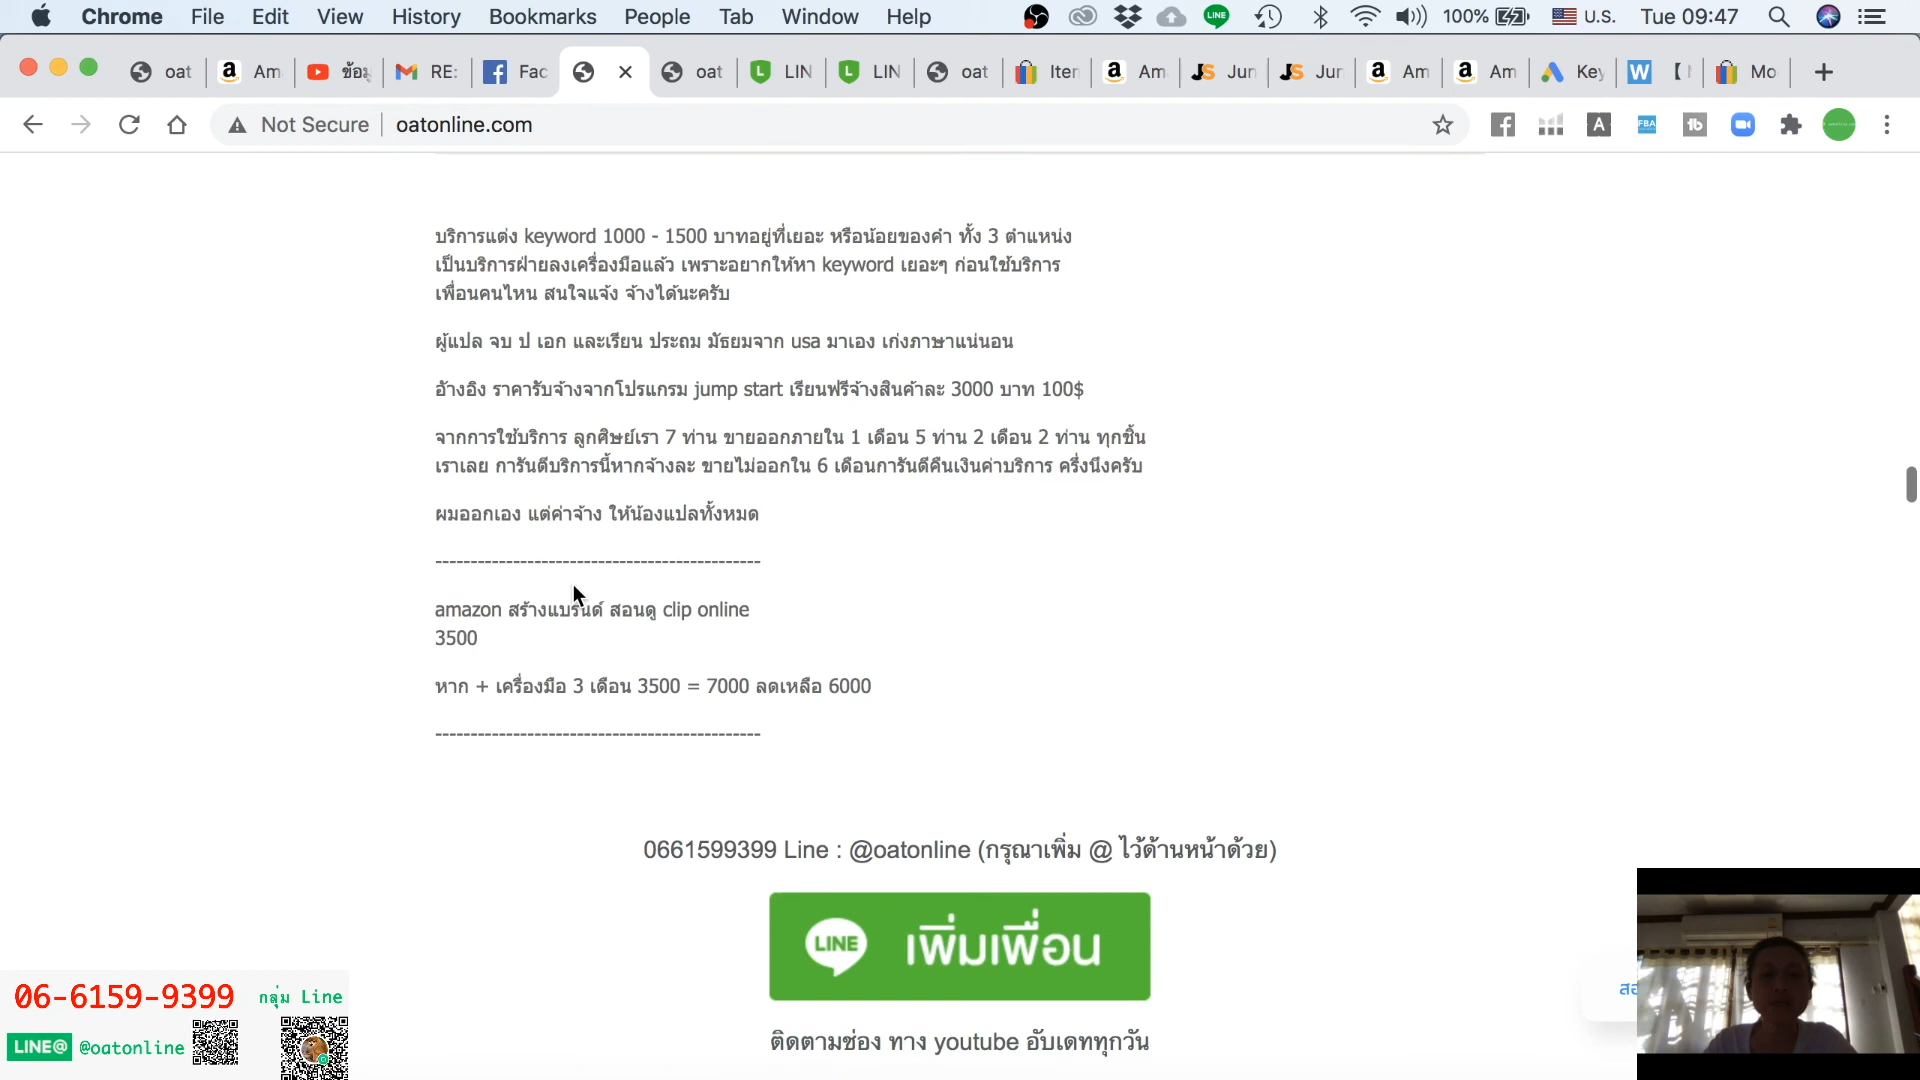 Chrome File Edit View History Bookmarks People Tab Window Help LINE 100% U.S. Tue 09:47
oat Am ข้อมู RE: Fac oat LIN LIN oat Iter Am Jun Jur Am Am Key Mo
Not Secure oatonline.com
บริการแต่ง keyword 1000 - 1500 บาทอยู่ที่เยอะ หรือน้อยของคำ ทั้ง 3 ตำแหน่ง
เป็นบริการฝ่ายลงเครื่องมือแล้ว เพราะอยากให้หา keyword เยอะๆ ก่อนใช้บริการ
เพื่อนคนไหน สนใจแจ้ง จ้างได้นะครับ
ผู้แปล จบ ป เอก และเรียน ประถม มัธยมจาก usa มาเอง เก่งภาษาแน่นอน
อ้างอิง ราคารับจ้างจากโปรแกรม jump start เรียนฟรีจ้างสินค้าละ 3000 บาท 100$
จากการใช้บริการ ลูกศิษย์เรา 7 ท่าน ขายออกภายใน 1 เดือน 5 ท่าน 2 เดือน 2 ท่าน ทุกชิ้น
เราเลย การันตีบริการนี้หากจ้างละ ขายไม่ออกใน 6 เดือนการันตีคืนเงินค่าบริการ ครึ่งนึงครับ
ผมออกเอง แต่ค่าจ้าง ให้น้องแปลทั้งหมด
----------------------------------------------
amazon สร้างแบรนด์ สอนดู clip online
3500
หาก + เครื่องมือ 3 เดือน 3500 = 7000 ลดเหลือ 6000
----------------------------------------------
0661599399 Line : @oatonline (กรุณาเพิ่ม @ ไว้ด้านหน้าด้วย)
LINE เพิ่มเพื่อน
ติดตามช่อง ทาง youtube อัปเดททุกวัน
06-6159-9399 กลุ่ม Line
LINE@ @oatonline